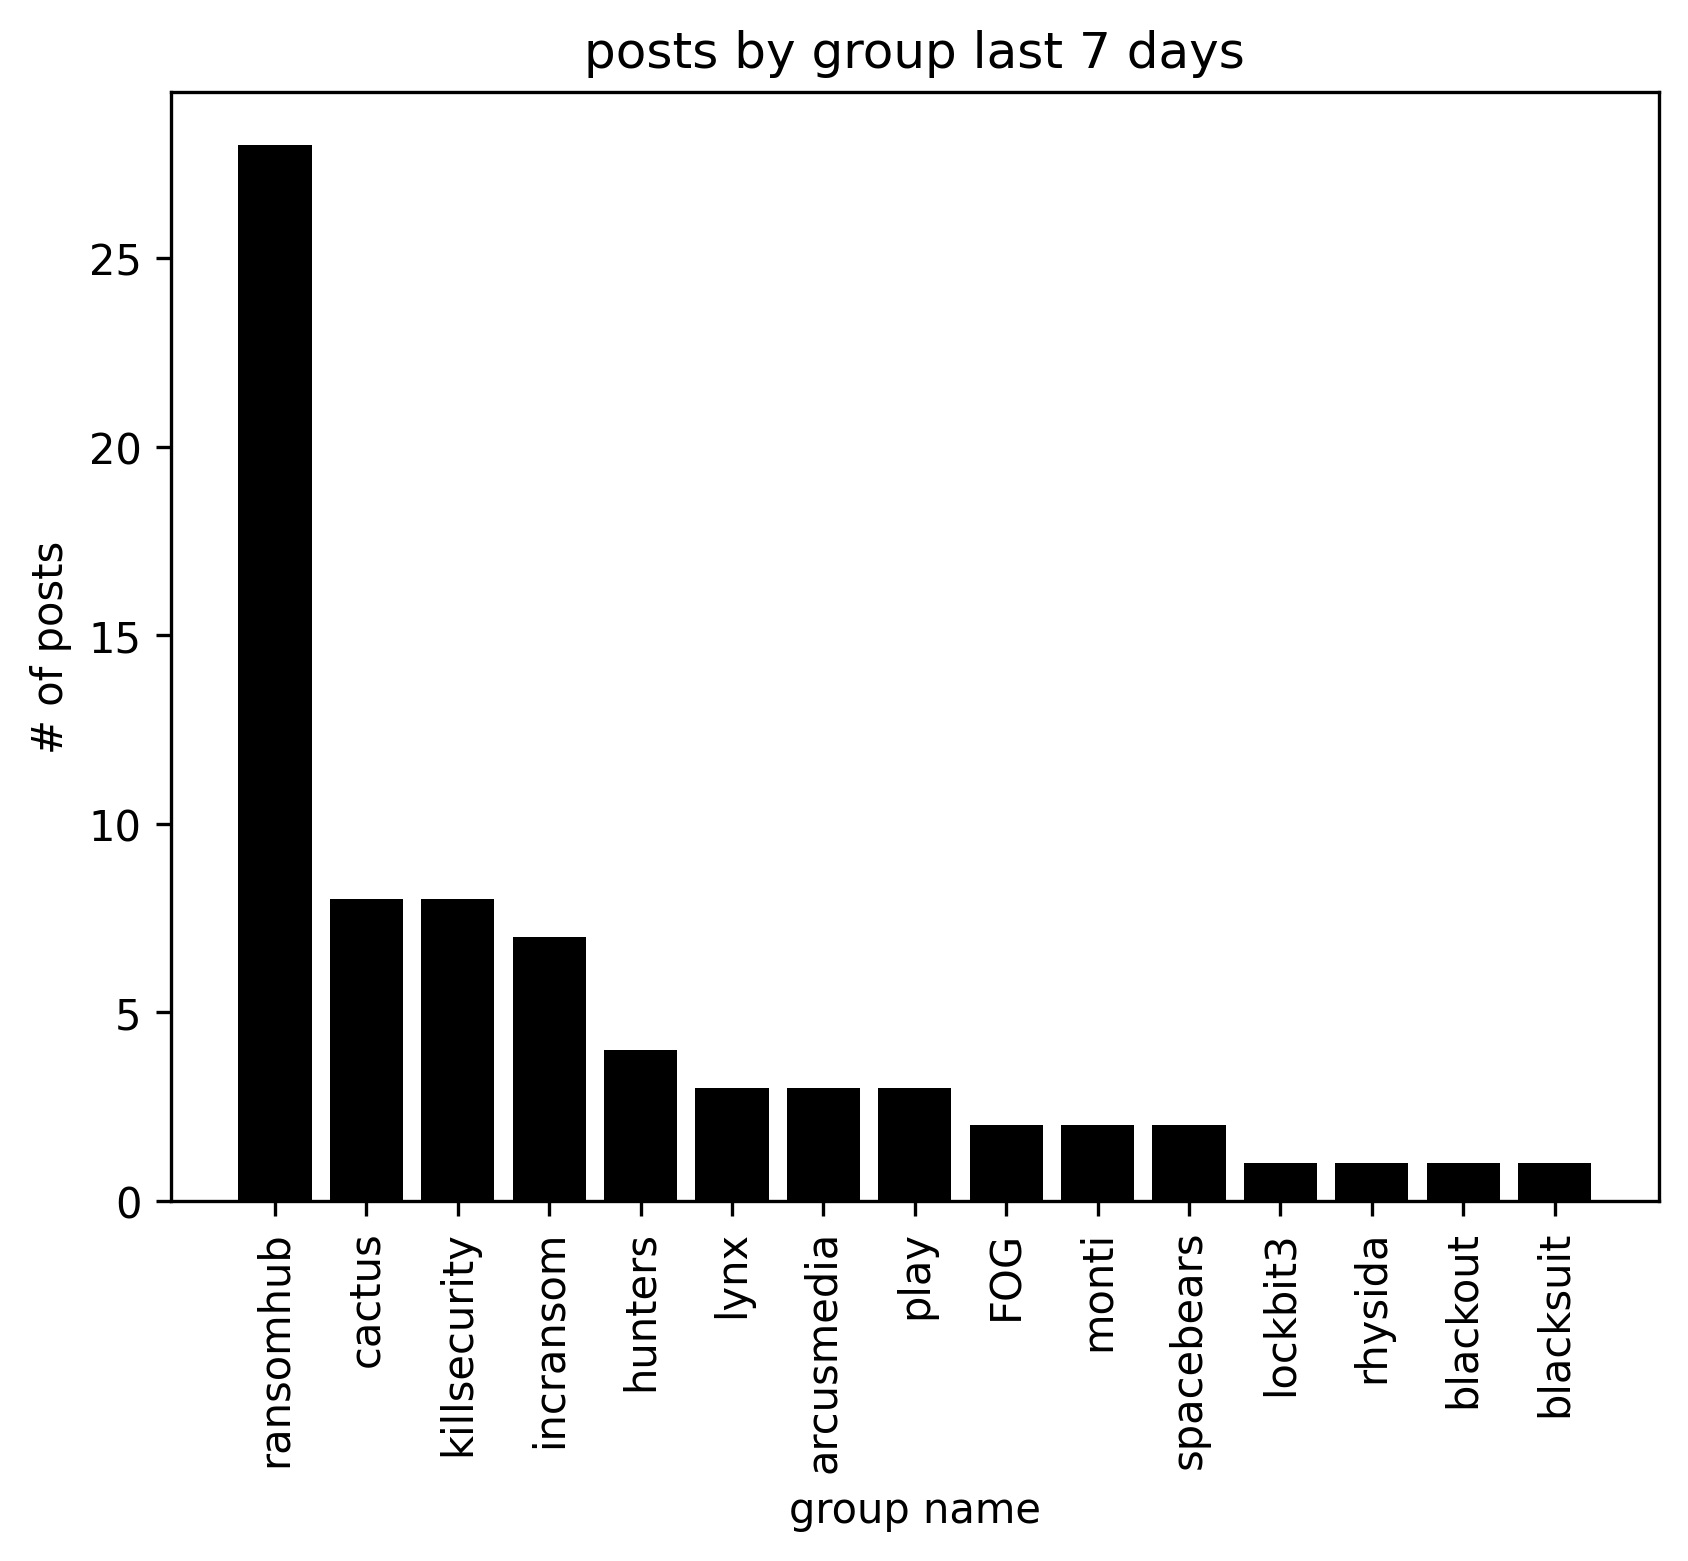 posts by group last 7 days
# of posts
25
20
15
10
5
0
ransomhub
cactus
killsecurity
incransom
hunters
lynx
arcusmedia
play
FOG
monti
spacebears
lockbit3
rhysida
blackout
blacksuit
group name